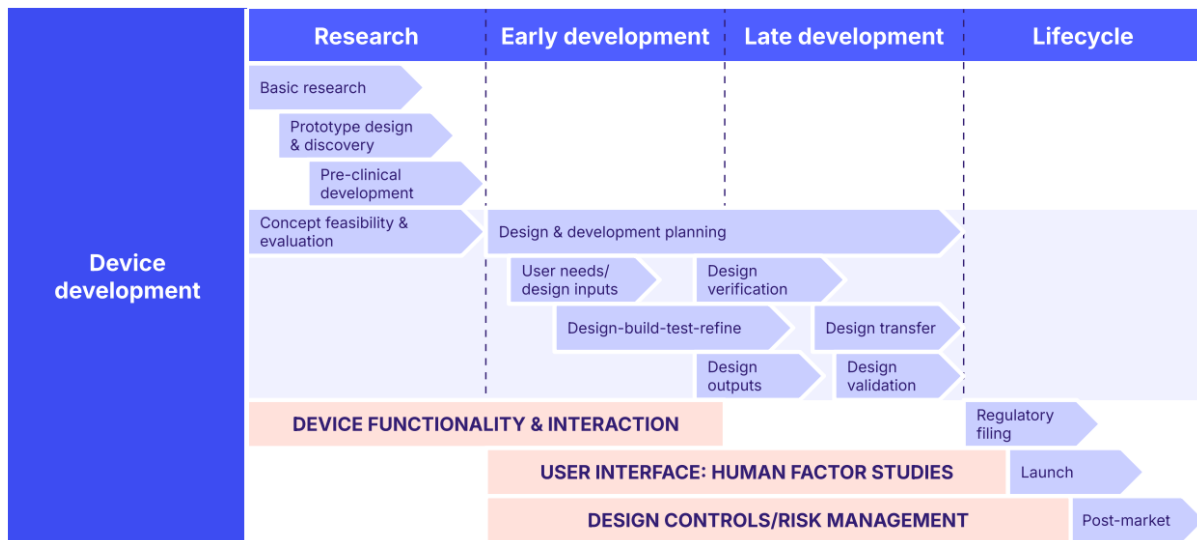 Research
Early development
Late development
Lifecycle
Device
development
Basic research
Prototype design
& discovery
Pre-clinical
development
Concept feasibility &
evaluation
Design & development planning
User needs/
design inputs
Design
verification
Design-build-test-refine
Design transfer
Design
outputs
Design
validation
DEVICE FUNCTIONALITY & INTERACTION
Regulatory
filing
USER INTERFACE: HUMAN FACTOR STUDIES
Launch
DESIGN CONTROLS/RISK MANAGEMENT
Post-market